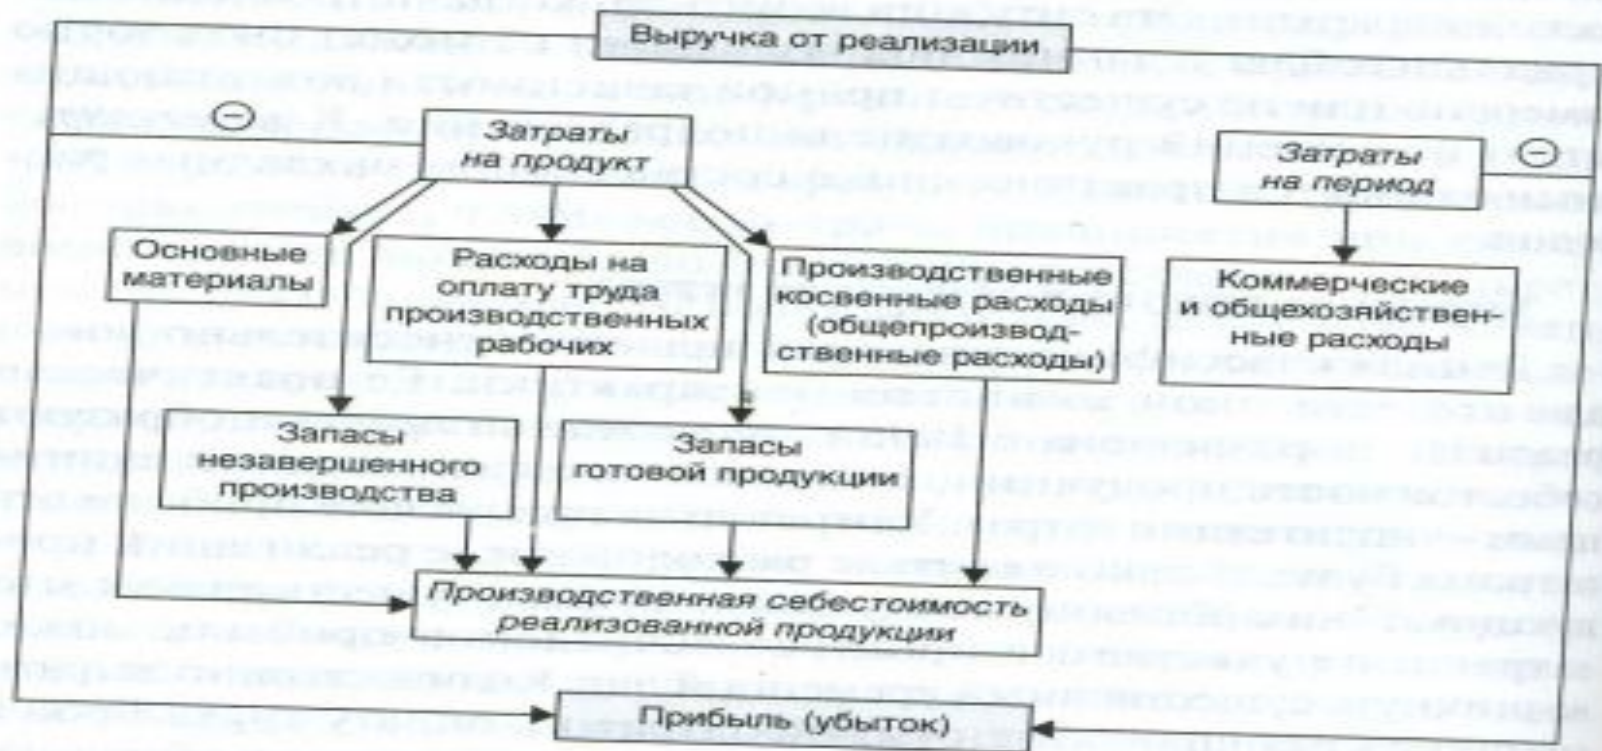 Выручка от реализации
Затраты
на продукт
Затраты
на период
Основные
материалы
Расходы на
оплату труда
производственных
рабочих
Производственные
косвенные расходы
(общепроизвод-
ственные расходы)
Коммерческие
и общехозяйствен-
ные расходы
Запасы
незавершенного
производства
Запасы
готовой продукции
Производственная себестоимость
реализованной продукции
Прибыль (убыток)